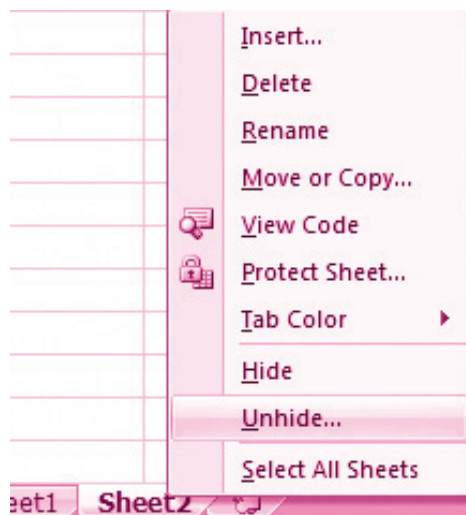 Insert...
Delete
Rename
Move or Copy...
View Code
Protect Sheet...
Tab Color
Hide
Unhide...
Select All Sheets
eet1 Sheet2